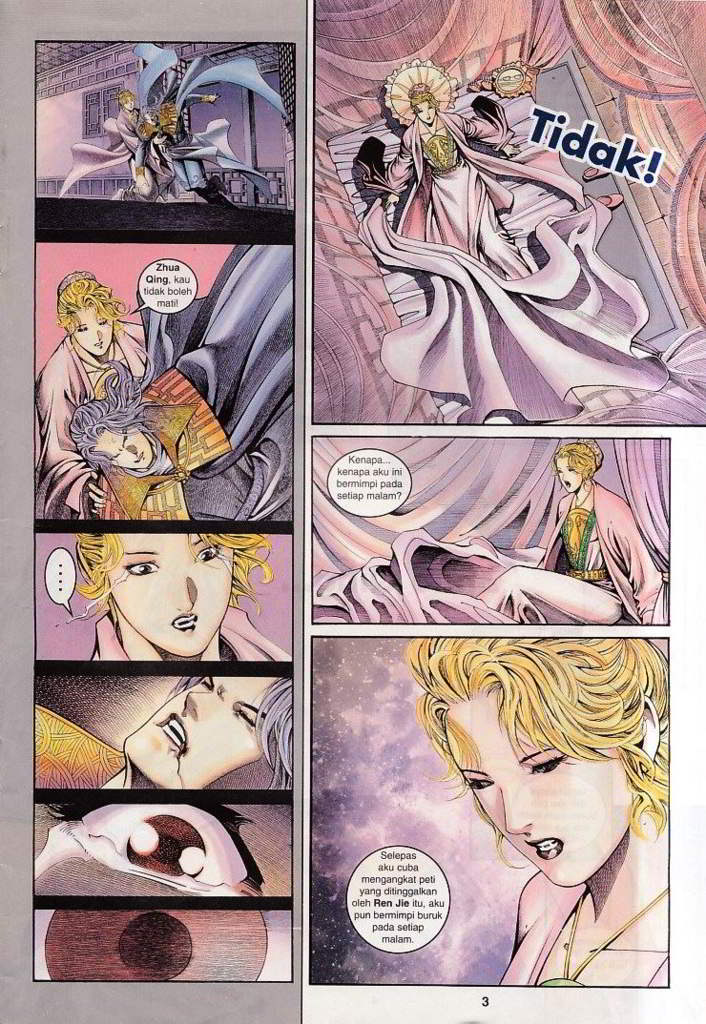 Zhua
Qing, kau
tidak boleh
mati!
. . . .
Tidak!
Kenapa...
kenapa aku ini
bermimpi pada
setiap malam?
Selepas
aku cuba
mengangkat peti
yang ditinggalkan
oleh Ren Jie itu, aku
pun bermimpi buruk
pada setiap
malam.
3